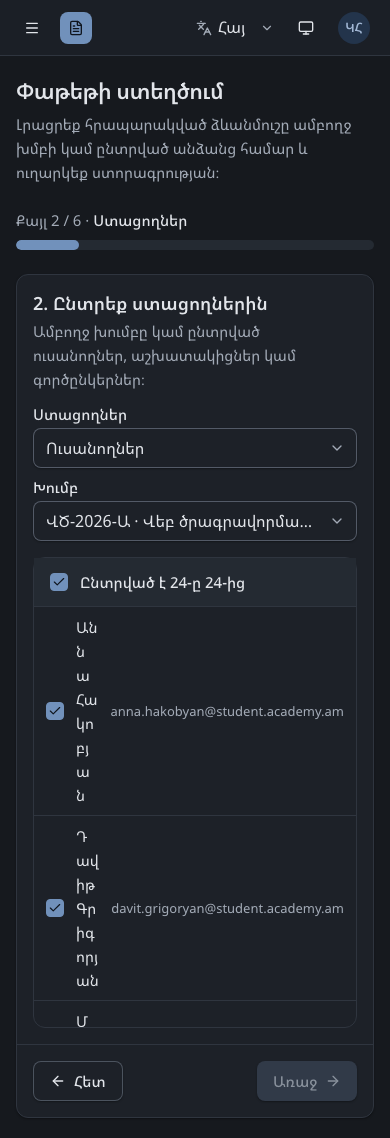 Հայ
ԿՀ
Փաթեթի ստեղծում
Լրացրեք հրապարակված ձևանմուշը ամբողջ
խմբի կամ ընտրված անձանց համար և
ուղարկեք ստորագրության։
Քայլ 2 / 6 · Ստացողներ
2. Ընտրեք ստացողներին
Ամբողջ խումբը կամ ընտրված
ուսանողներ, աշխատակիցներ կամ
գործընկերներ։
Ստացողներ
Ուսանողներ
Խումբ
ՎԾ-2026-Ա · Վեբ ծրագրավորմա...
Ընտրված է 24-ը 24-ից
Ան
ն
ա
Հա
կո
բյ
ա
ն
anna.hakobyan@student.academy.am
Դ
ավ
իթ
Գր
իգ
որյ
ան
davit.grigoryan@student.academy.am
Մ
Հետ
Առաջ